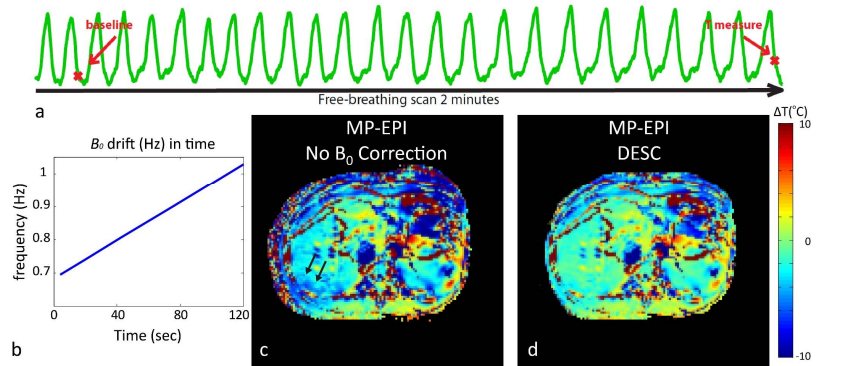 baseline
T measure
Free-breathing scan 2 minutes
a
B₀ drift (Hz) in time
frequency (Hz)
1
0.9
0.8
0.7
0
40
80
120
Time (sec)
b
MP-EPI
No B₀ Correction
c
MP-EPI
DESC
d
ΔT(°C)
10
0
-10